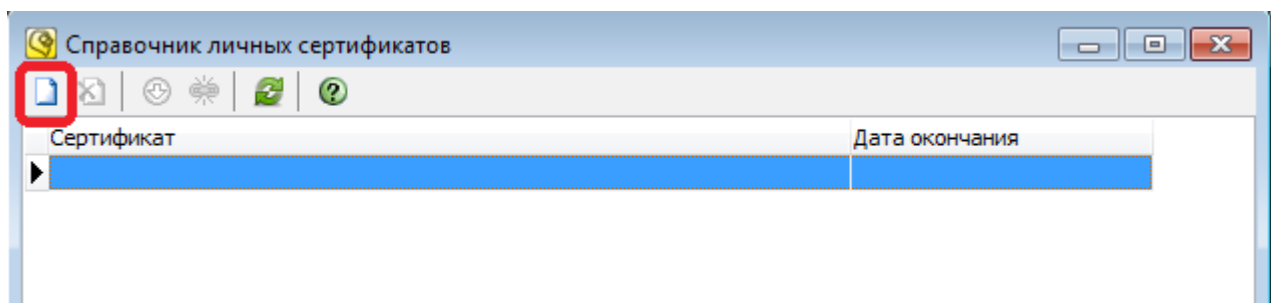 Справочник личных сертификатов
Сертификат Дата окончания